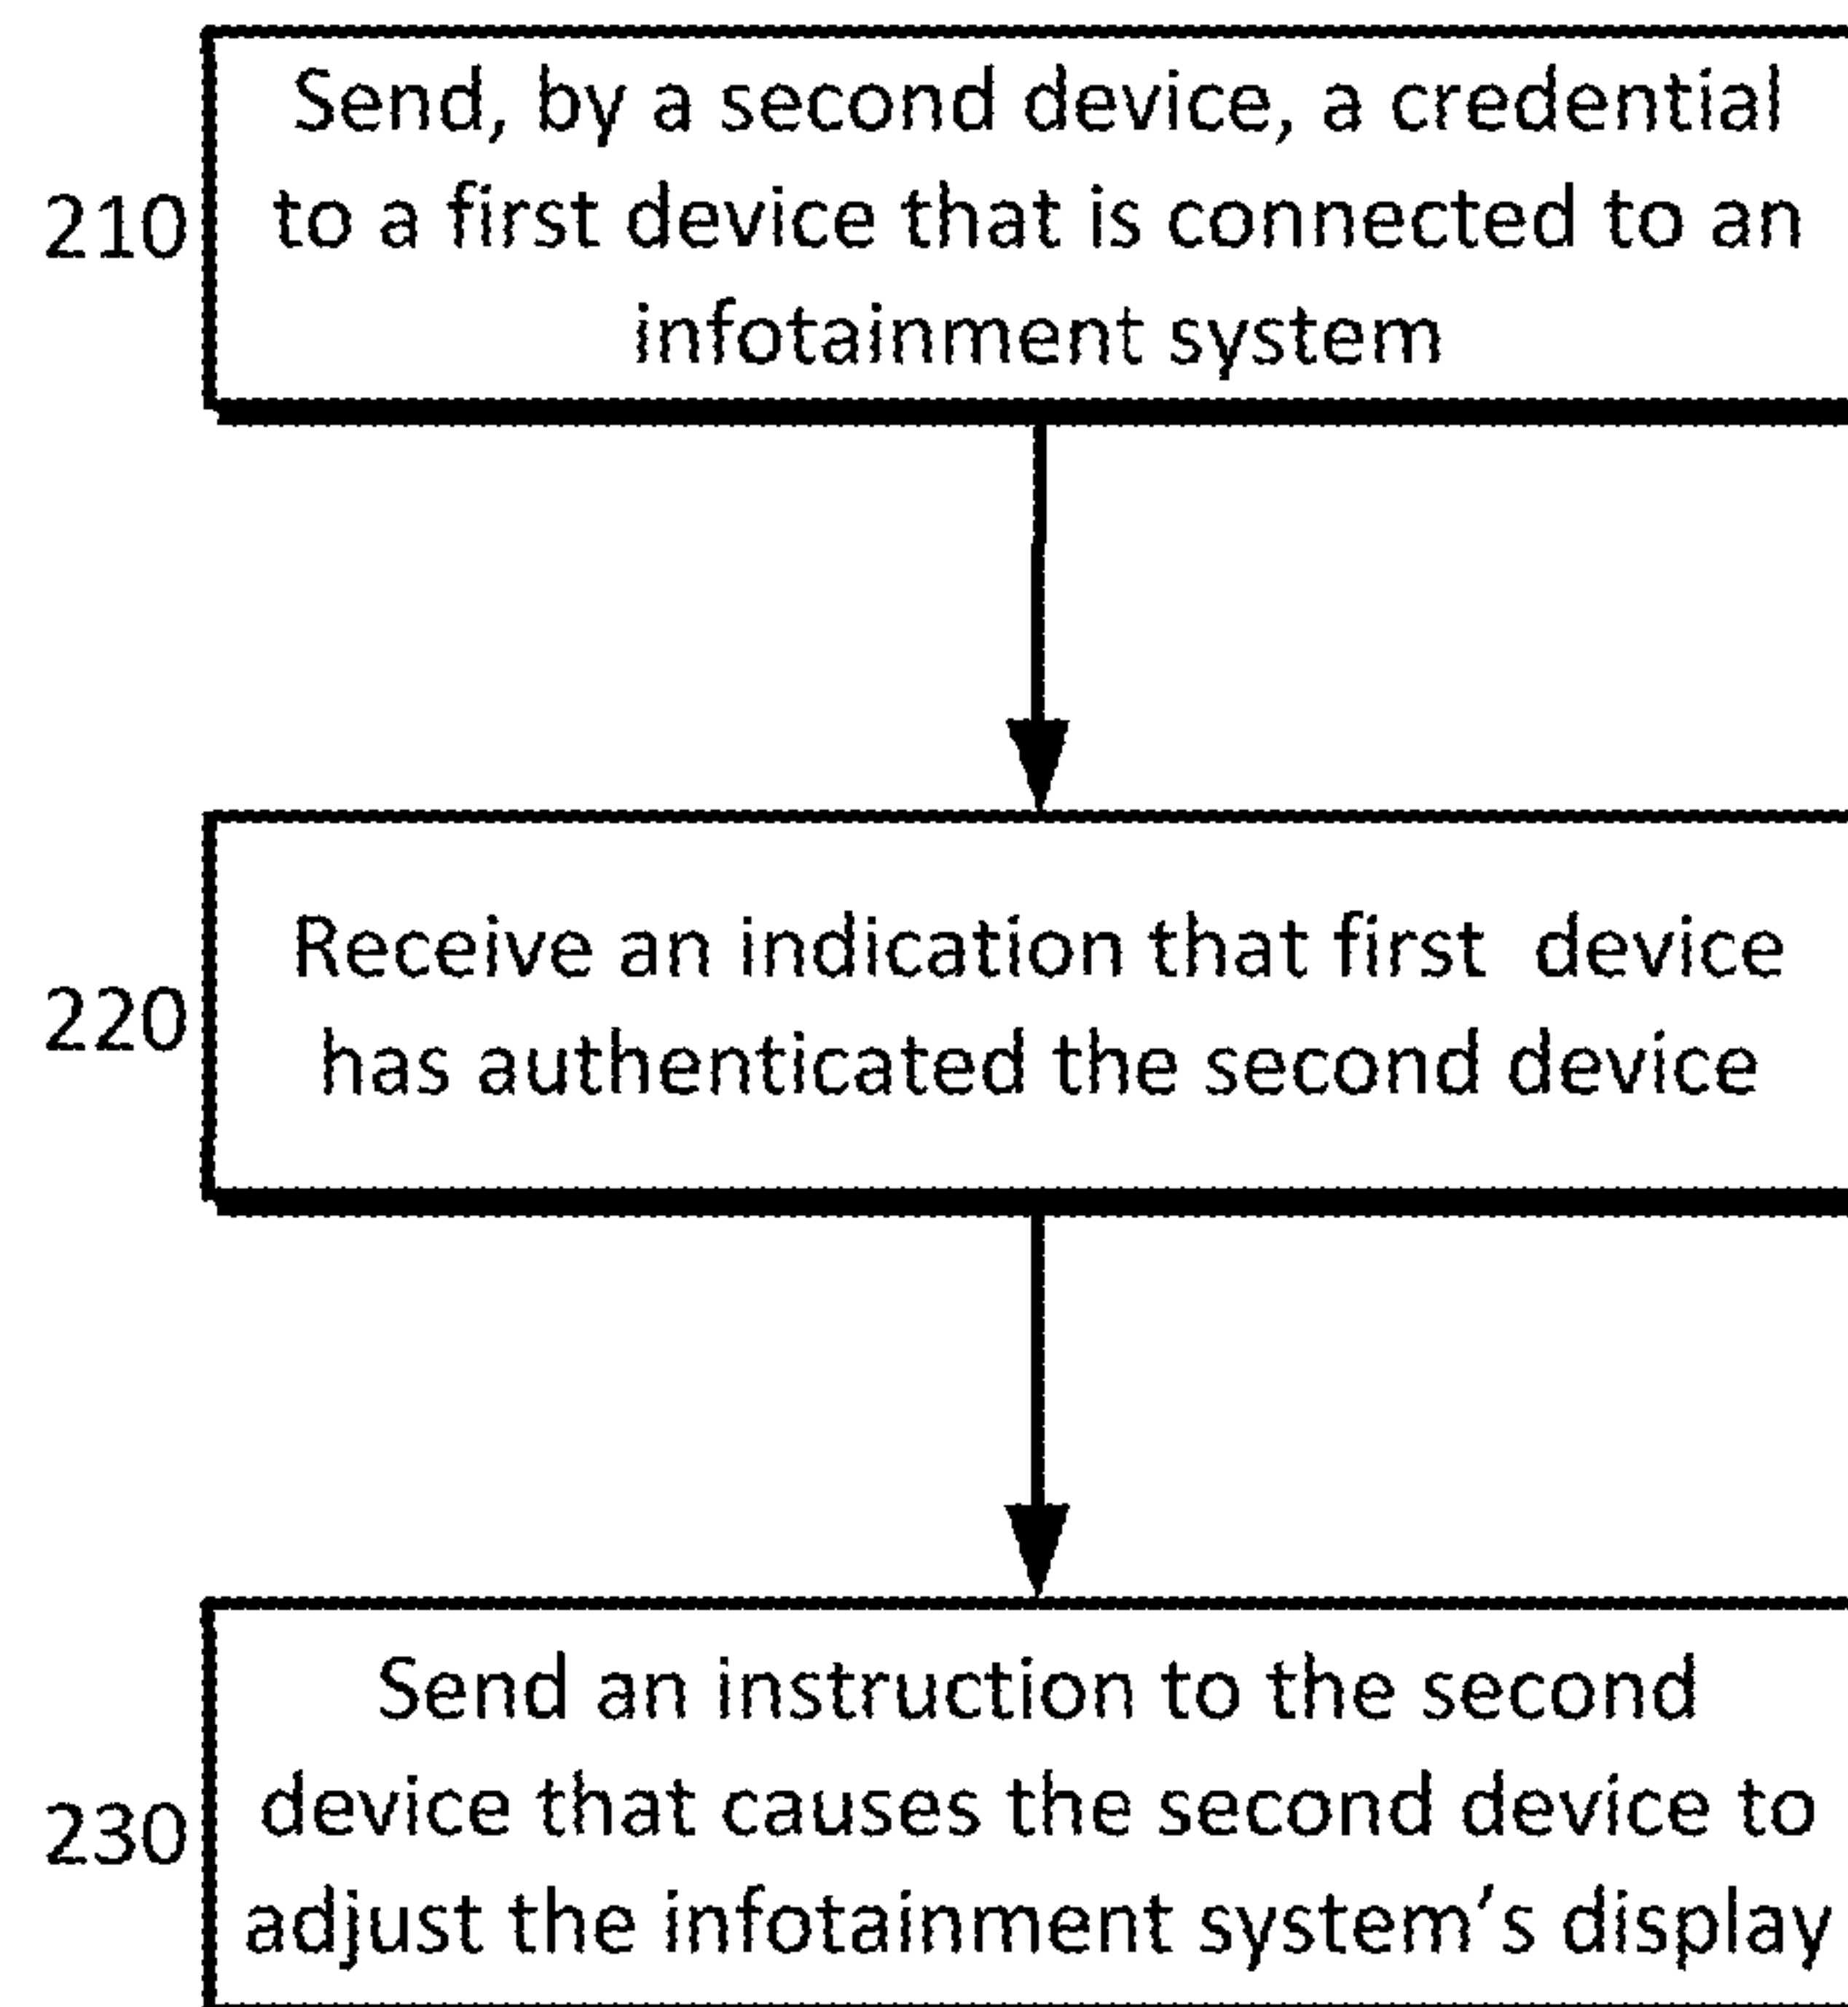 Send, by a second device, a credential
210
to a first device that is connected to an
infotainment system
Receive an indication that first device
220
has authenticated the second device
Send an instruction to the second
device that causes the second device to
230
adjust the infotainment system's display